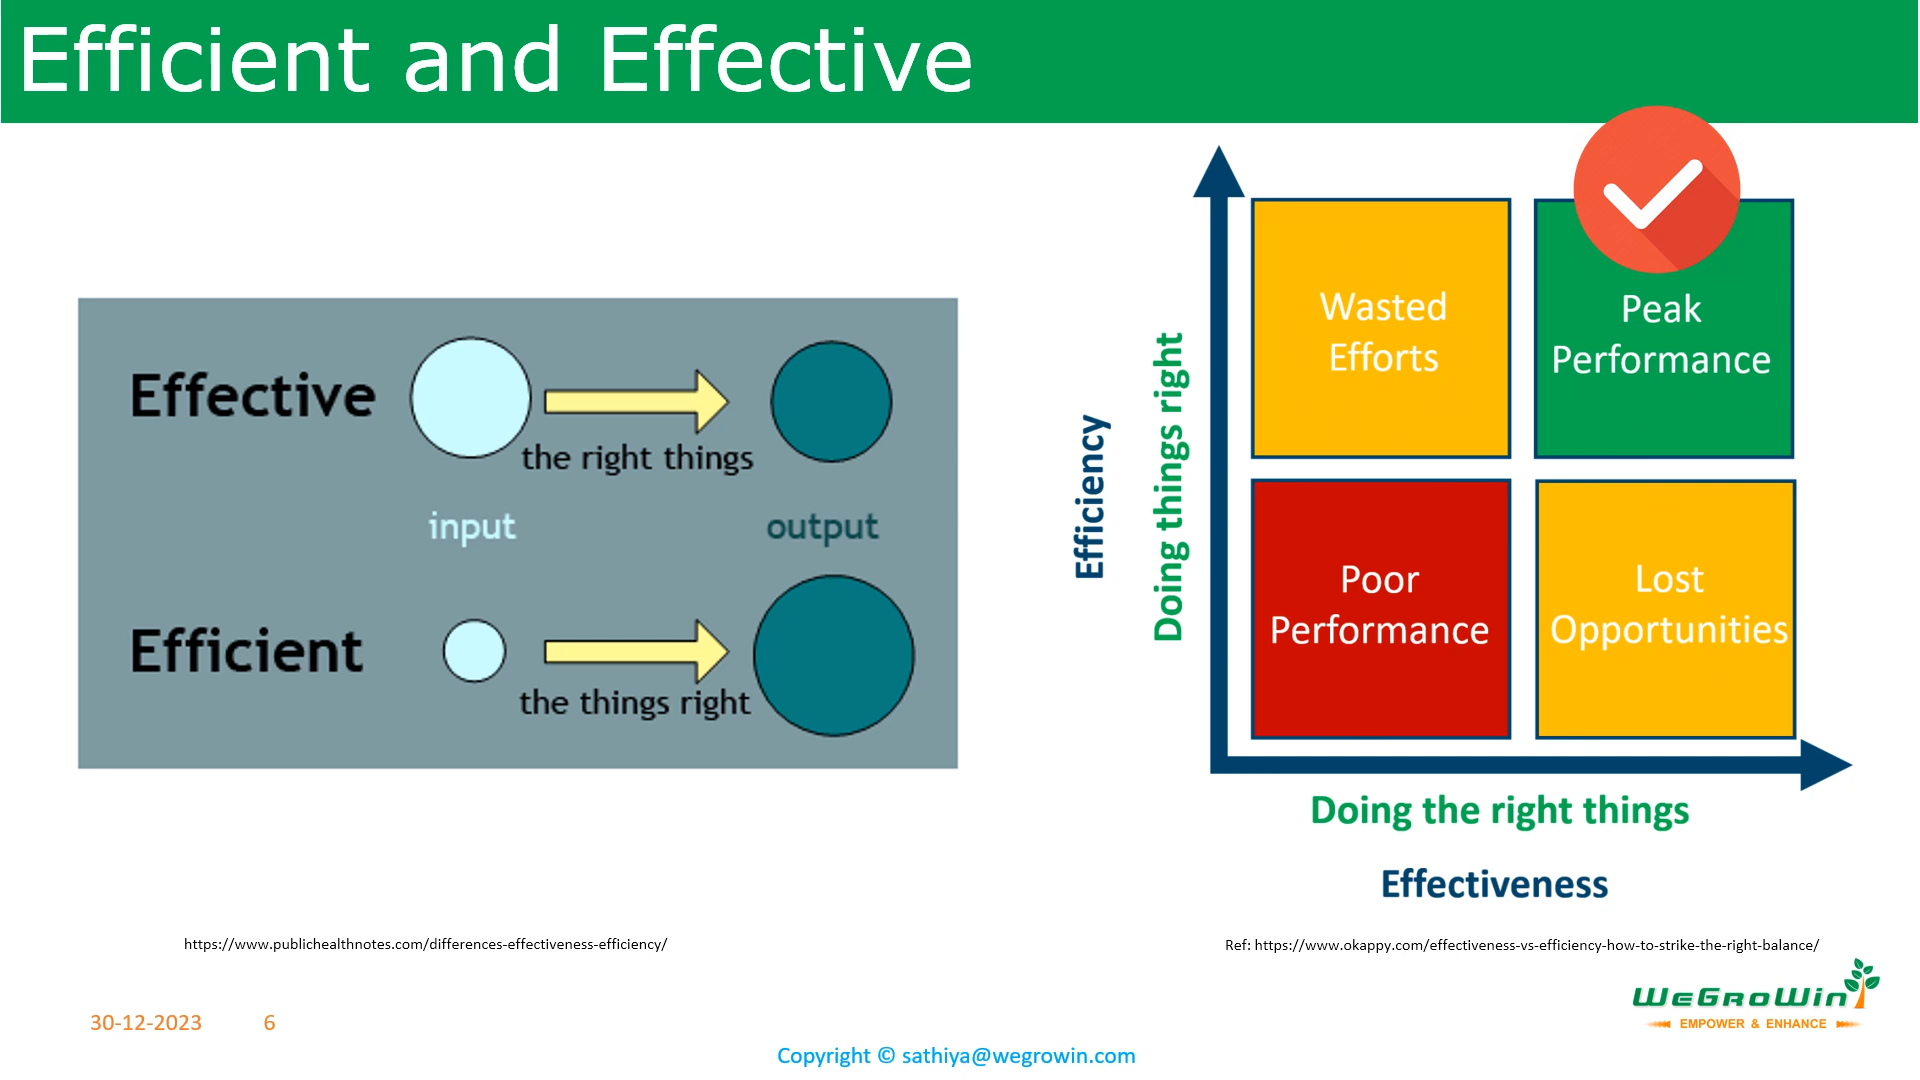 Efficient and Effective
Effective
the right things
input
output
Efficient
the things right
https://www.publichealthnotes.com/differences-effectiveness-efficiency/
Efficiency
Doing things right
Wasted
Efforts
Peak
Performance
Poor
Performance
Lost
Opportunities
Doing the right things
Effectiveness
Ref: https://www.okappy.com/effectiveness-vs-efficiency-how-to-strike-the-right-balance/
WeGroWin
EMPOWER & ENHANCE
30-12-2023
6
Copyright © sathiya@wegrowin.com